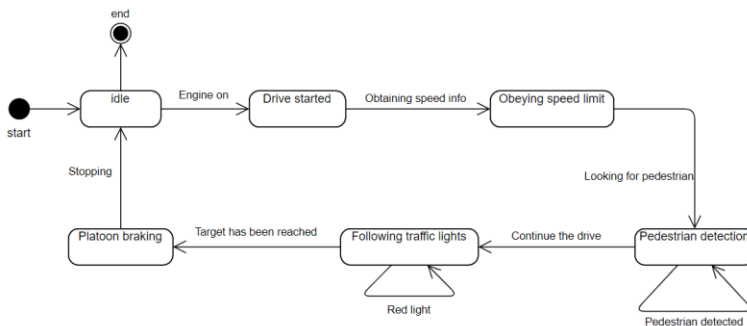 end
idle
Engine on
Drive started
Obtaining speed info
Obeying speed limit
start
Stopping
Looking for pedestrian
Platoon braking
Target has been reached
Following traffic lights
Continue the drive
Pedestrian detection
Red light
Pedestrian detected